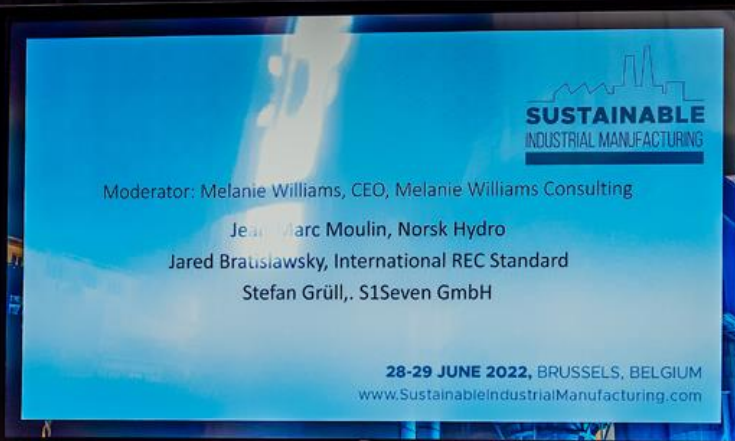 SUSTAINABLE
INDUSTRIAL MANUFACTURING
Moderator: Melanie Williams, CEO, Melanie Williams Consulting
Marc Moulin, Norsk Hydro
Jared Bratislawsky, International REC Standard
Stefan Grüll,. S1Seven GmbH
28-29 JUNE 2022, BRUSSELS, BELGIUM
www.SustainableIndustrialManufacturing.com